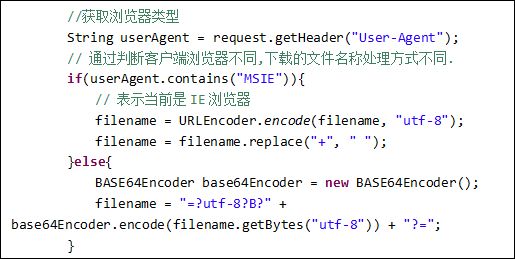 //获取浏览器类型
String userAgent = request.getHeader("User-Agent");
// 通过判断客户端浏览器不同,下载的文件名称处理方式不同.
if(userAgent.contains("MSIE")){
// 表示当前是 IE 浏览器
filename = URLEncoder.encode(filename, "utf-8");
filename = filename.replace("+", " ");
}else{
BASE64Encoder base64Encoder = new BASE64Encoder();
filename = "=?utf-8?B?" +
base64Encoder.encode(filename.getBytes("utf-8")) + "?=";
}